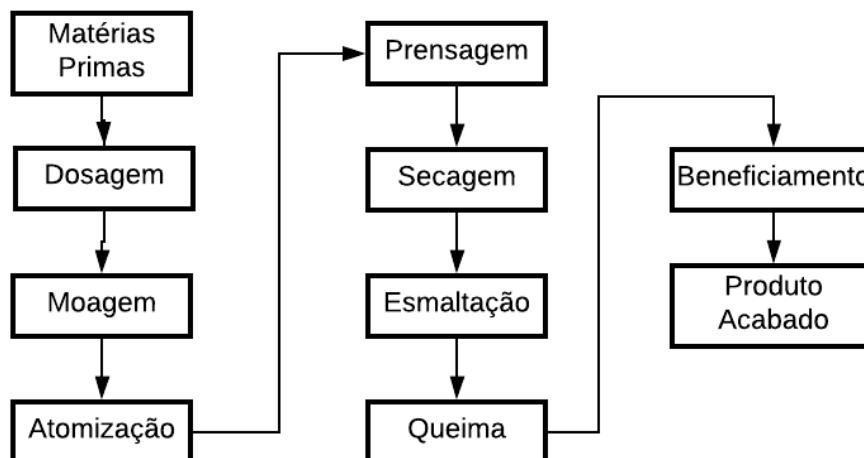 Matérias
Primas
Dosagem
Moagem
Atomização
Prensagem
Secagem
Esmaltação
Queima
Beneficiamento
Produto
Acabado